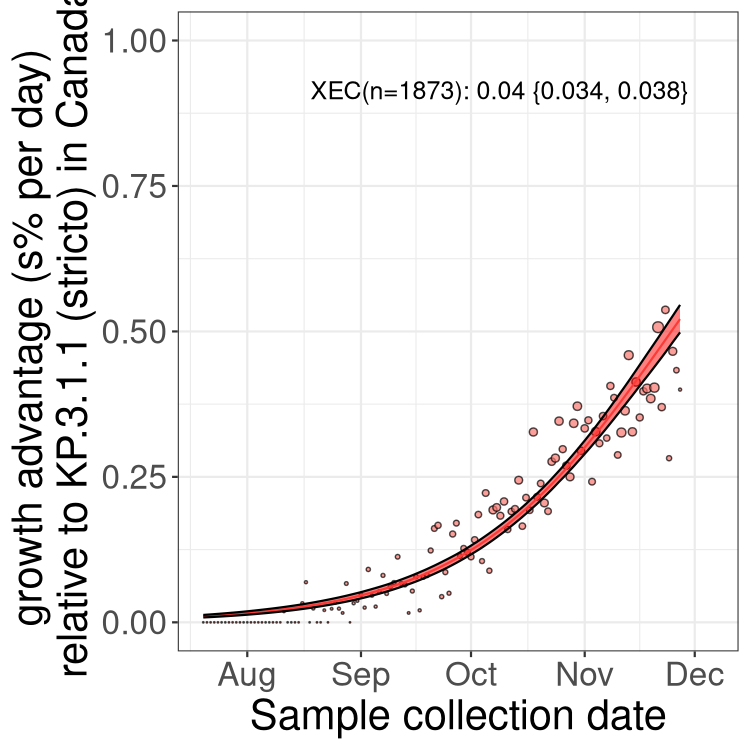 growth advantage (s% per day)
relative to KP.3.1.1 (stricto) in Canada
1.00
XEC(n=1873): 0.04 {0.034, 0.038}
0.75
0.50
0.25
0.00
Aug Sep Oct Nov Dec
Sample collection date